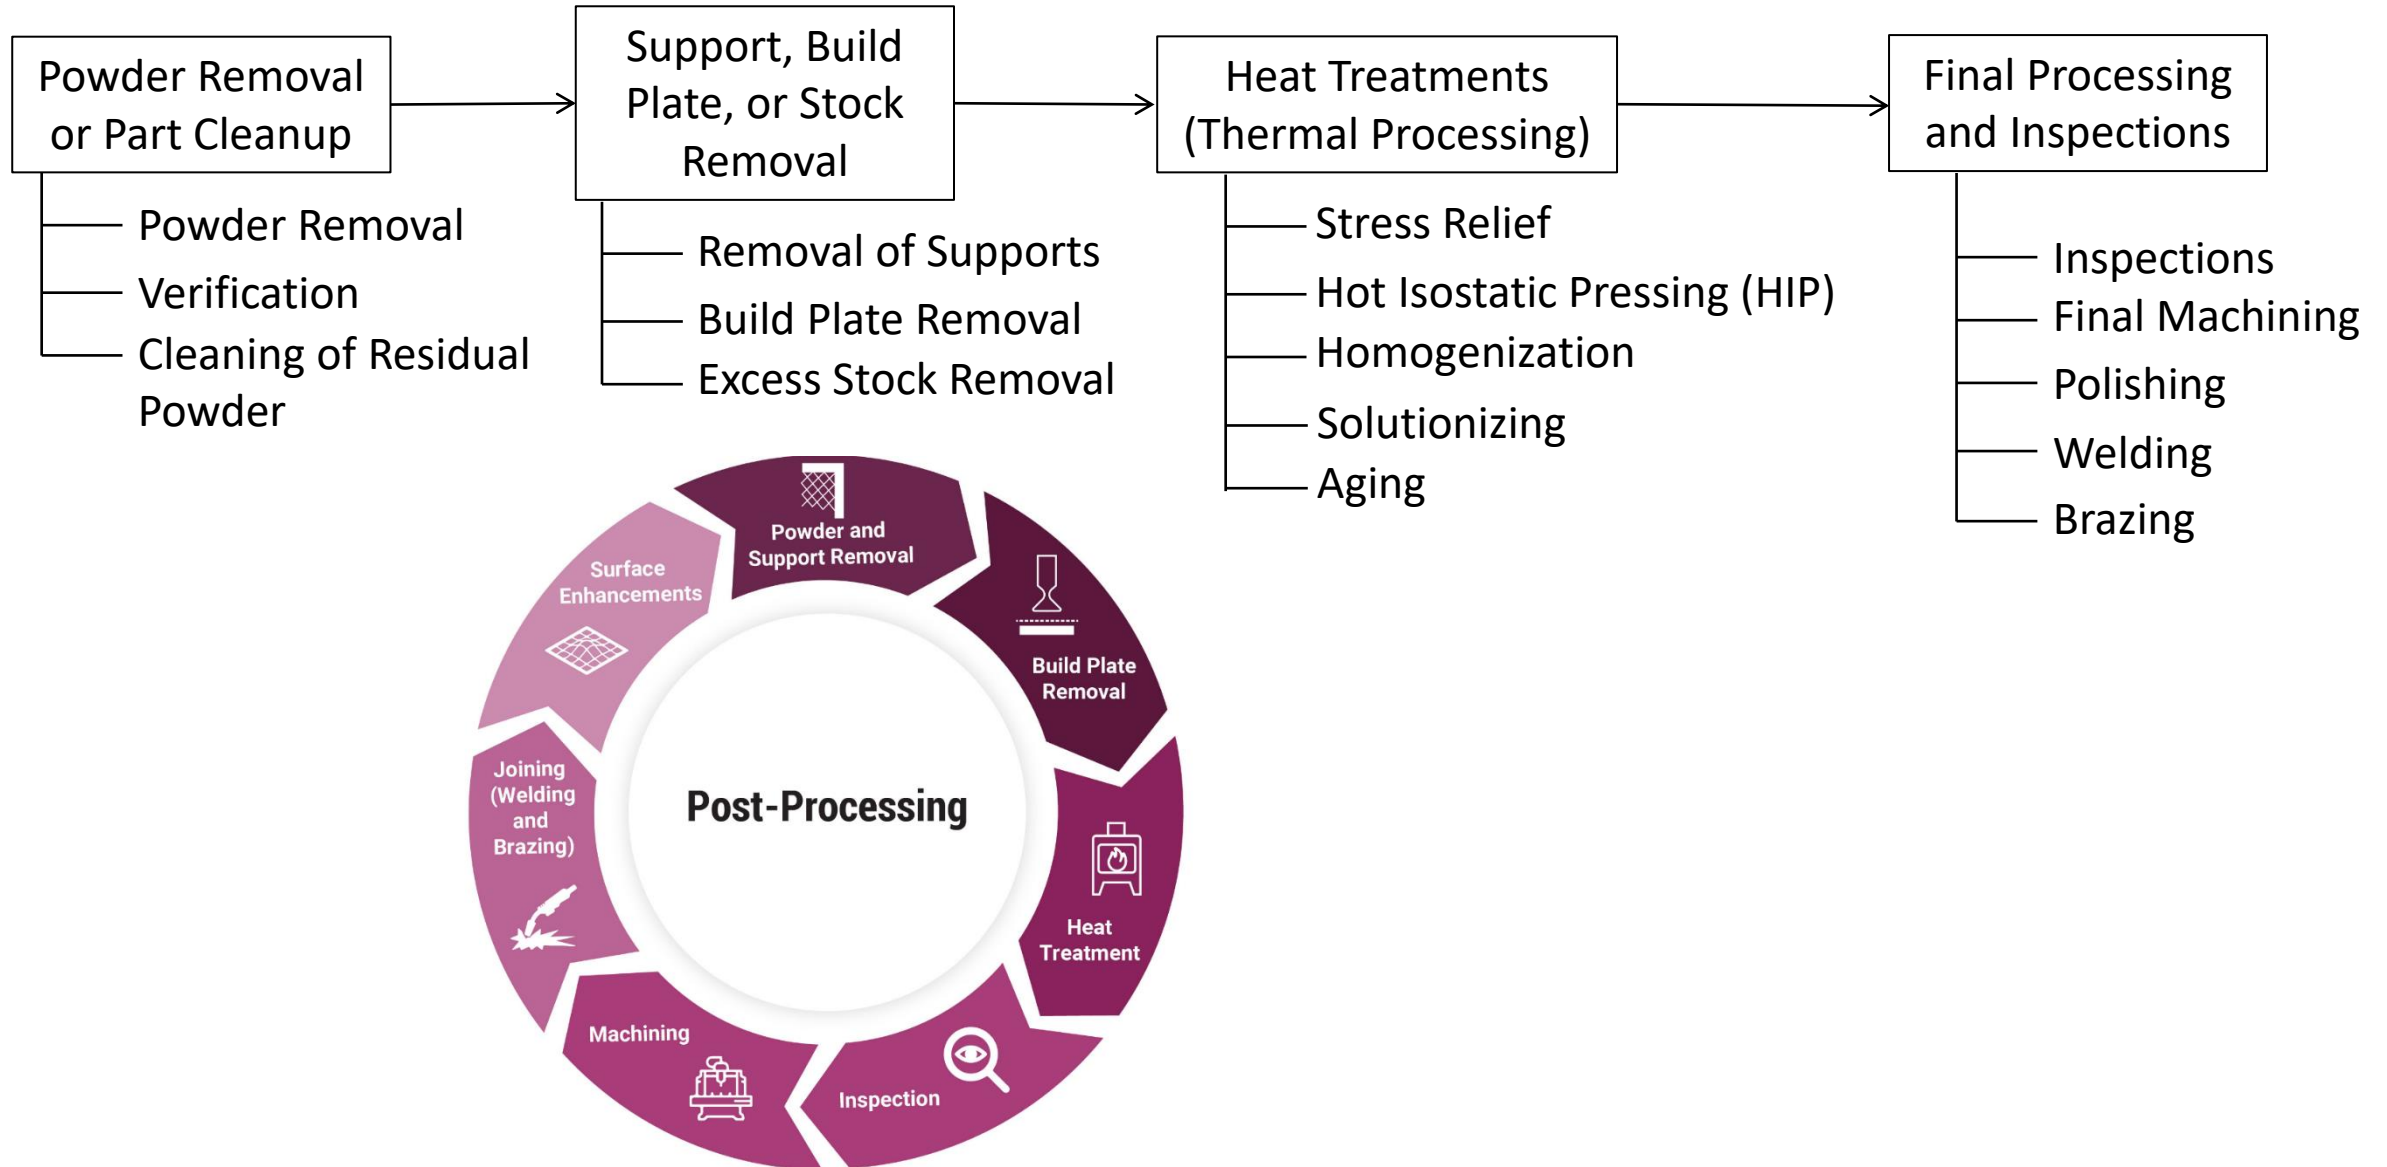 Powder Removal
or Part Cleanup
Powder Removal
Verification
Cleaning of Residual
Powder
Support, Build
Plate, or Stock
Removal
Removal of Supports
Build Plate Removal
Excess Stock Removal
Heat Treatments
(Thermal Processing)
Stress Relief
Hot Isostatic Pressing (HIP)
Homogenization
Solutionizing
Aging
Final Processing
and Inspections
Inspections
Final Machining
Polishing
Welding
Brazing
Powder and
Support Removal
Build Plate
Removal
Heat
Treatment
Inspection
Machining
Joining
(Welding
and
Brazing)
Surface
Enhancements
Post-Processing